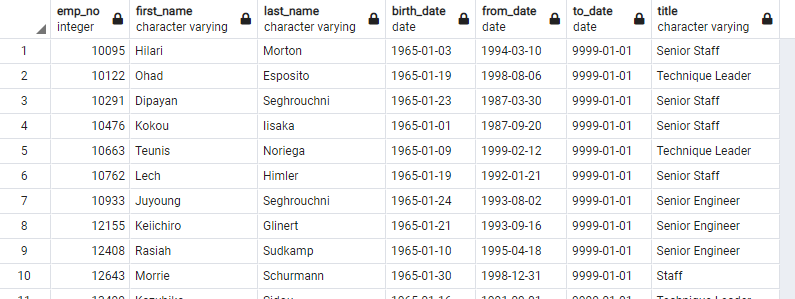 emp_no first_name last_name birth_date from_date to_date title
integer character varying character varying date date date character varying
1 10095 Hilari Morton 1965-01-03 1994-03-10 9999-01-01 Senior Staff
2 10122 Ohad Esposito 1965-01-19 1998-08-06 9999-01-01 Technique Leader
3 10291 Dipayan Seghrouchni 1965-01-23 1987-03-30 9999-01-01 Senior Staff
4 10476 Kokou Iisaka 1965-01-01 1987-09-20 9999-01-01 Senior Staff
5 10663 Teunis Noriega 1965-01-09 1999-02-12 9999-01-01 Technique Leader
6 10762 Lech Himler 1965-01-19 1992-01-21 9999-01-01 Senior Staff
7 10933 Juyoung Seghrouchni 1965-01-24 1993-08-02 9999-01-01 Senior Engineer
8 12155 Keiichiro Glinert 1965-01-21 1993-09-16 9999-01-01 Senior Engineer
9 12408 Rasiah Sudkamp 1965-01-10 1995-04-18 9999-01-01 Senior Engineer
10 12643 Morrie Schurmann 1965-01-30 1998-12-31 9999-01-01 Staff